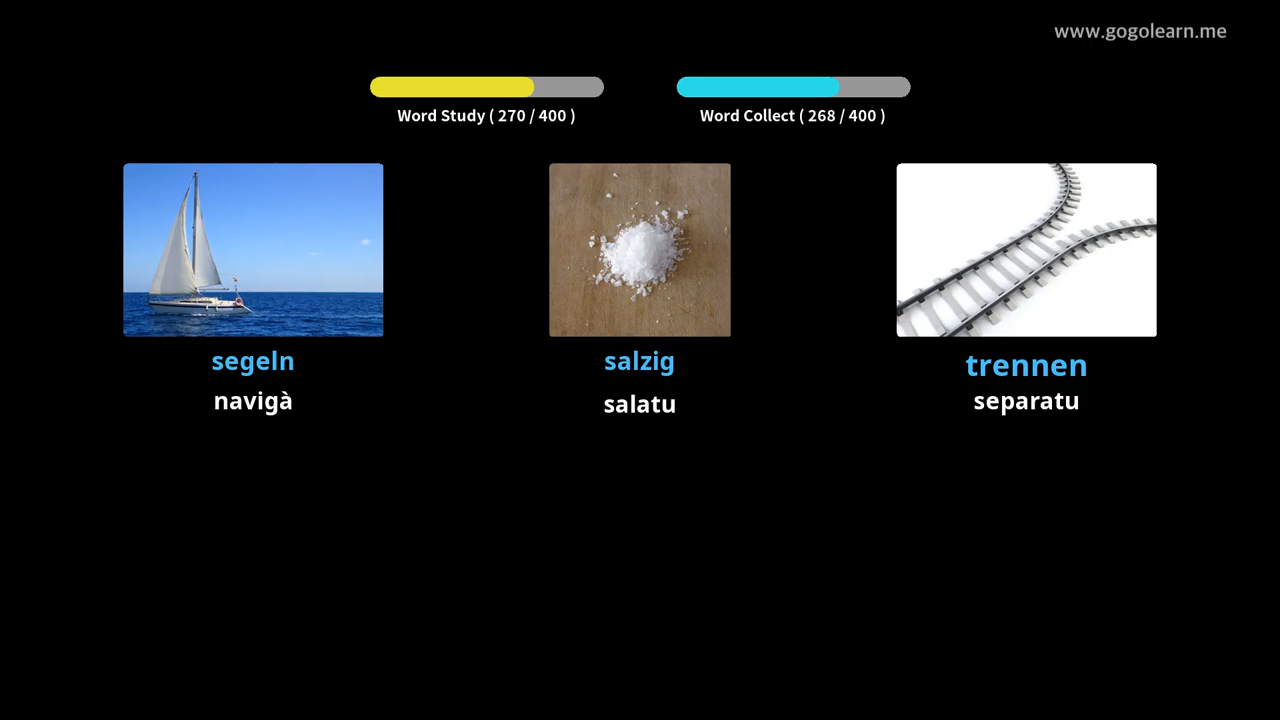 www.gogolearn.me
Word Study ( 270 / 400 )
Word Collect ( 268 / 400 )
segeln
navigà
salzig
salatu
trennen
separatu